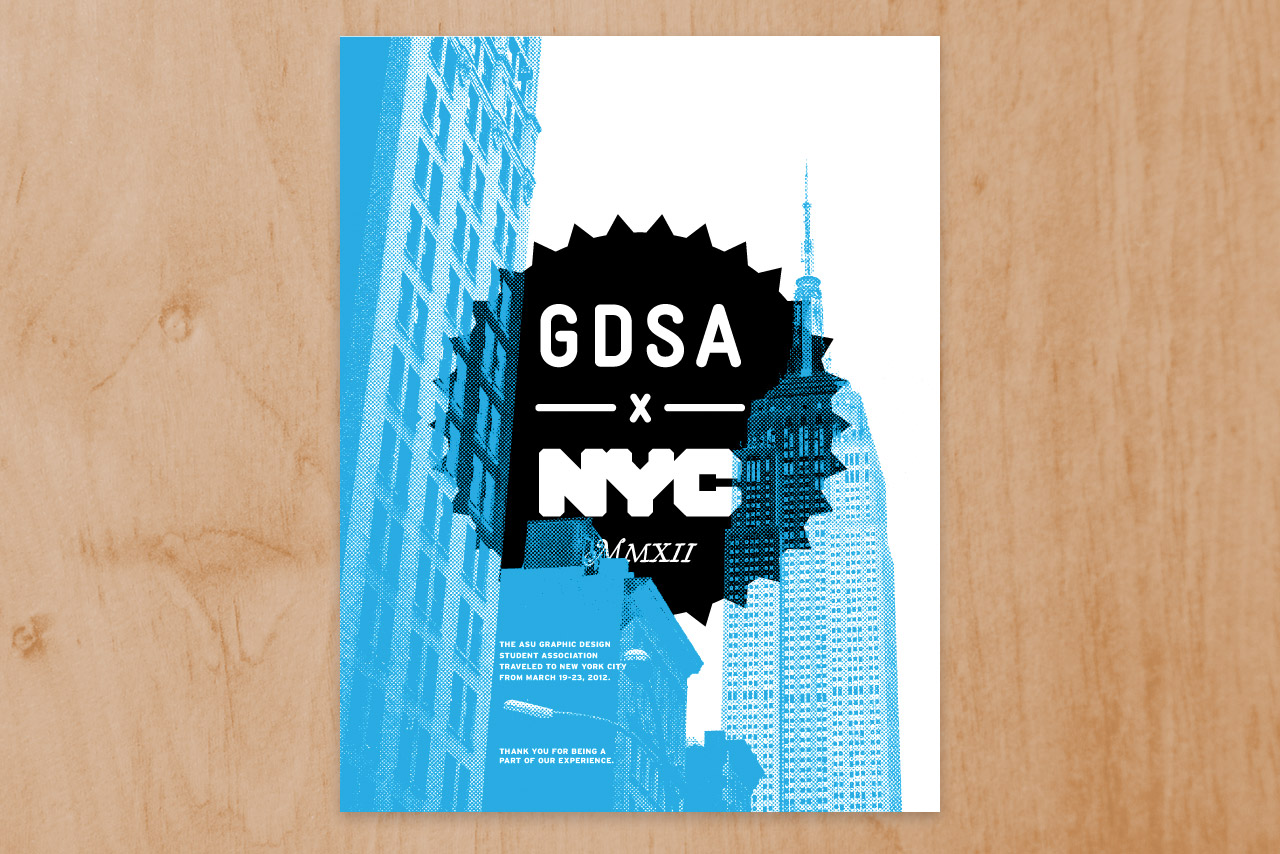 GDSA
x
NYC
MMXII
THE ASU GRAPHIC DESIGN
STUDENT ASSOCIATION
TRAVELED TO NEW YORK CITY
FROM MARCH 19-23, 2012.
THANK YOU FOR BEING A
PART OF OUR EXPERIENCE.